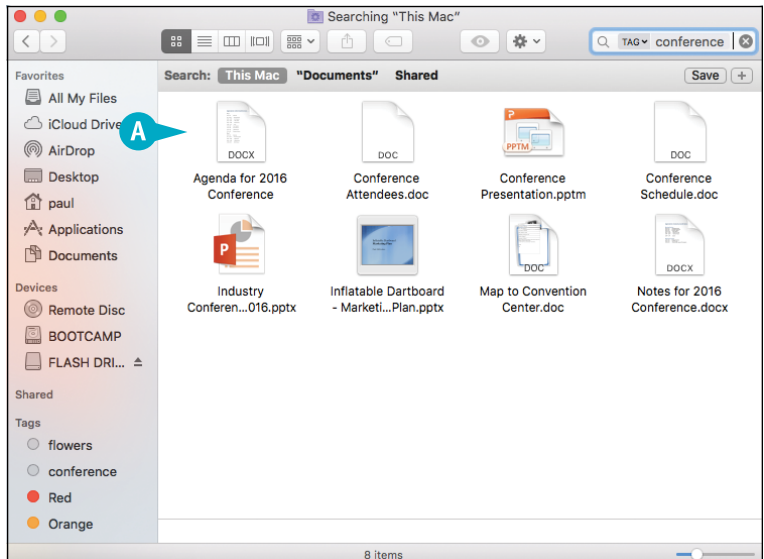 Searching "This Mac"
TAG conference
Favorites
All My Files
iCloud Drive
AirDrop
Desktop
paul
Applications
Documents
Devices
Remote Disc
BOOTCAMP
FLASH DRI...
Shared
Tags
flowers
conference
Red
Orange
Search: This Mac "Documents" Shared Save +
A
DOCX DOC PPTM DOC
Agenda for 2016 Conference Conference Presentation.pptm Conference
Conference Attendees.doc Schedule.doc
P DOC DOCX
Industry Inflatable Dartboard Map to Convention Notes for 2016
Conferen...016.pptx - Marketi...Plan.pptx Center.doc Conference.docx
8 items